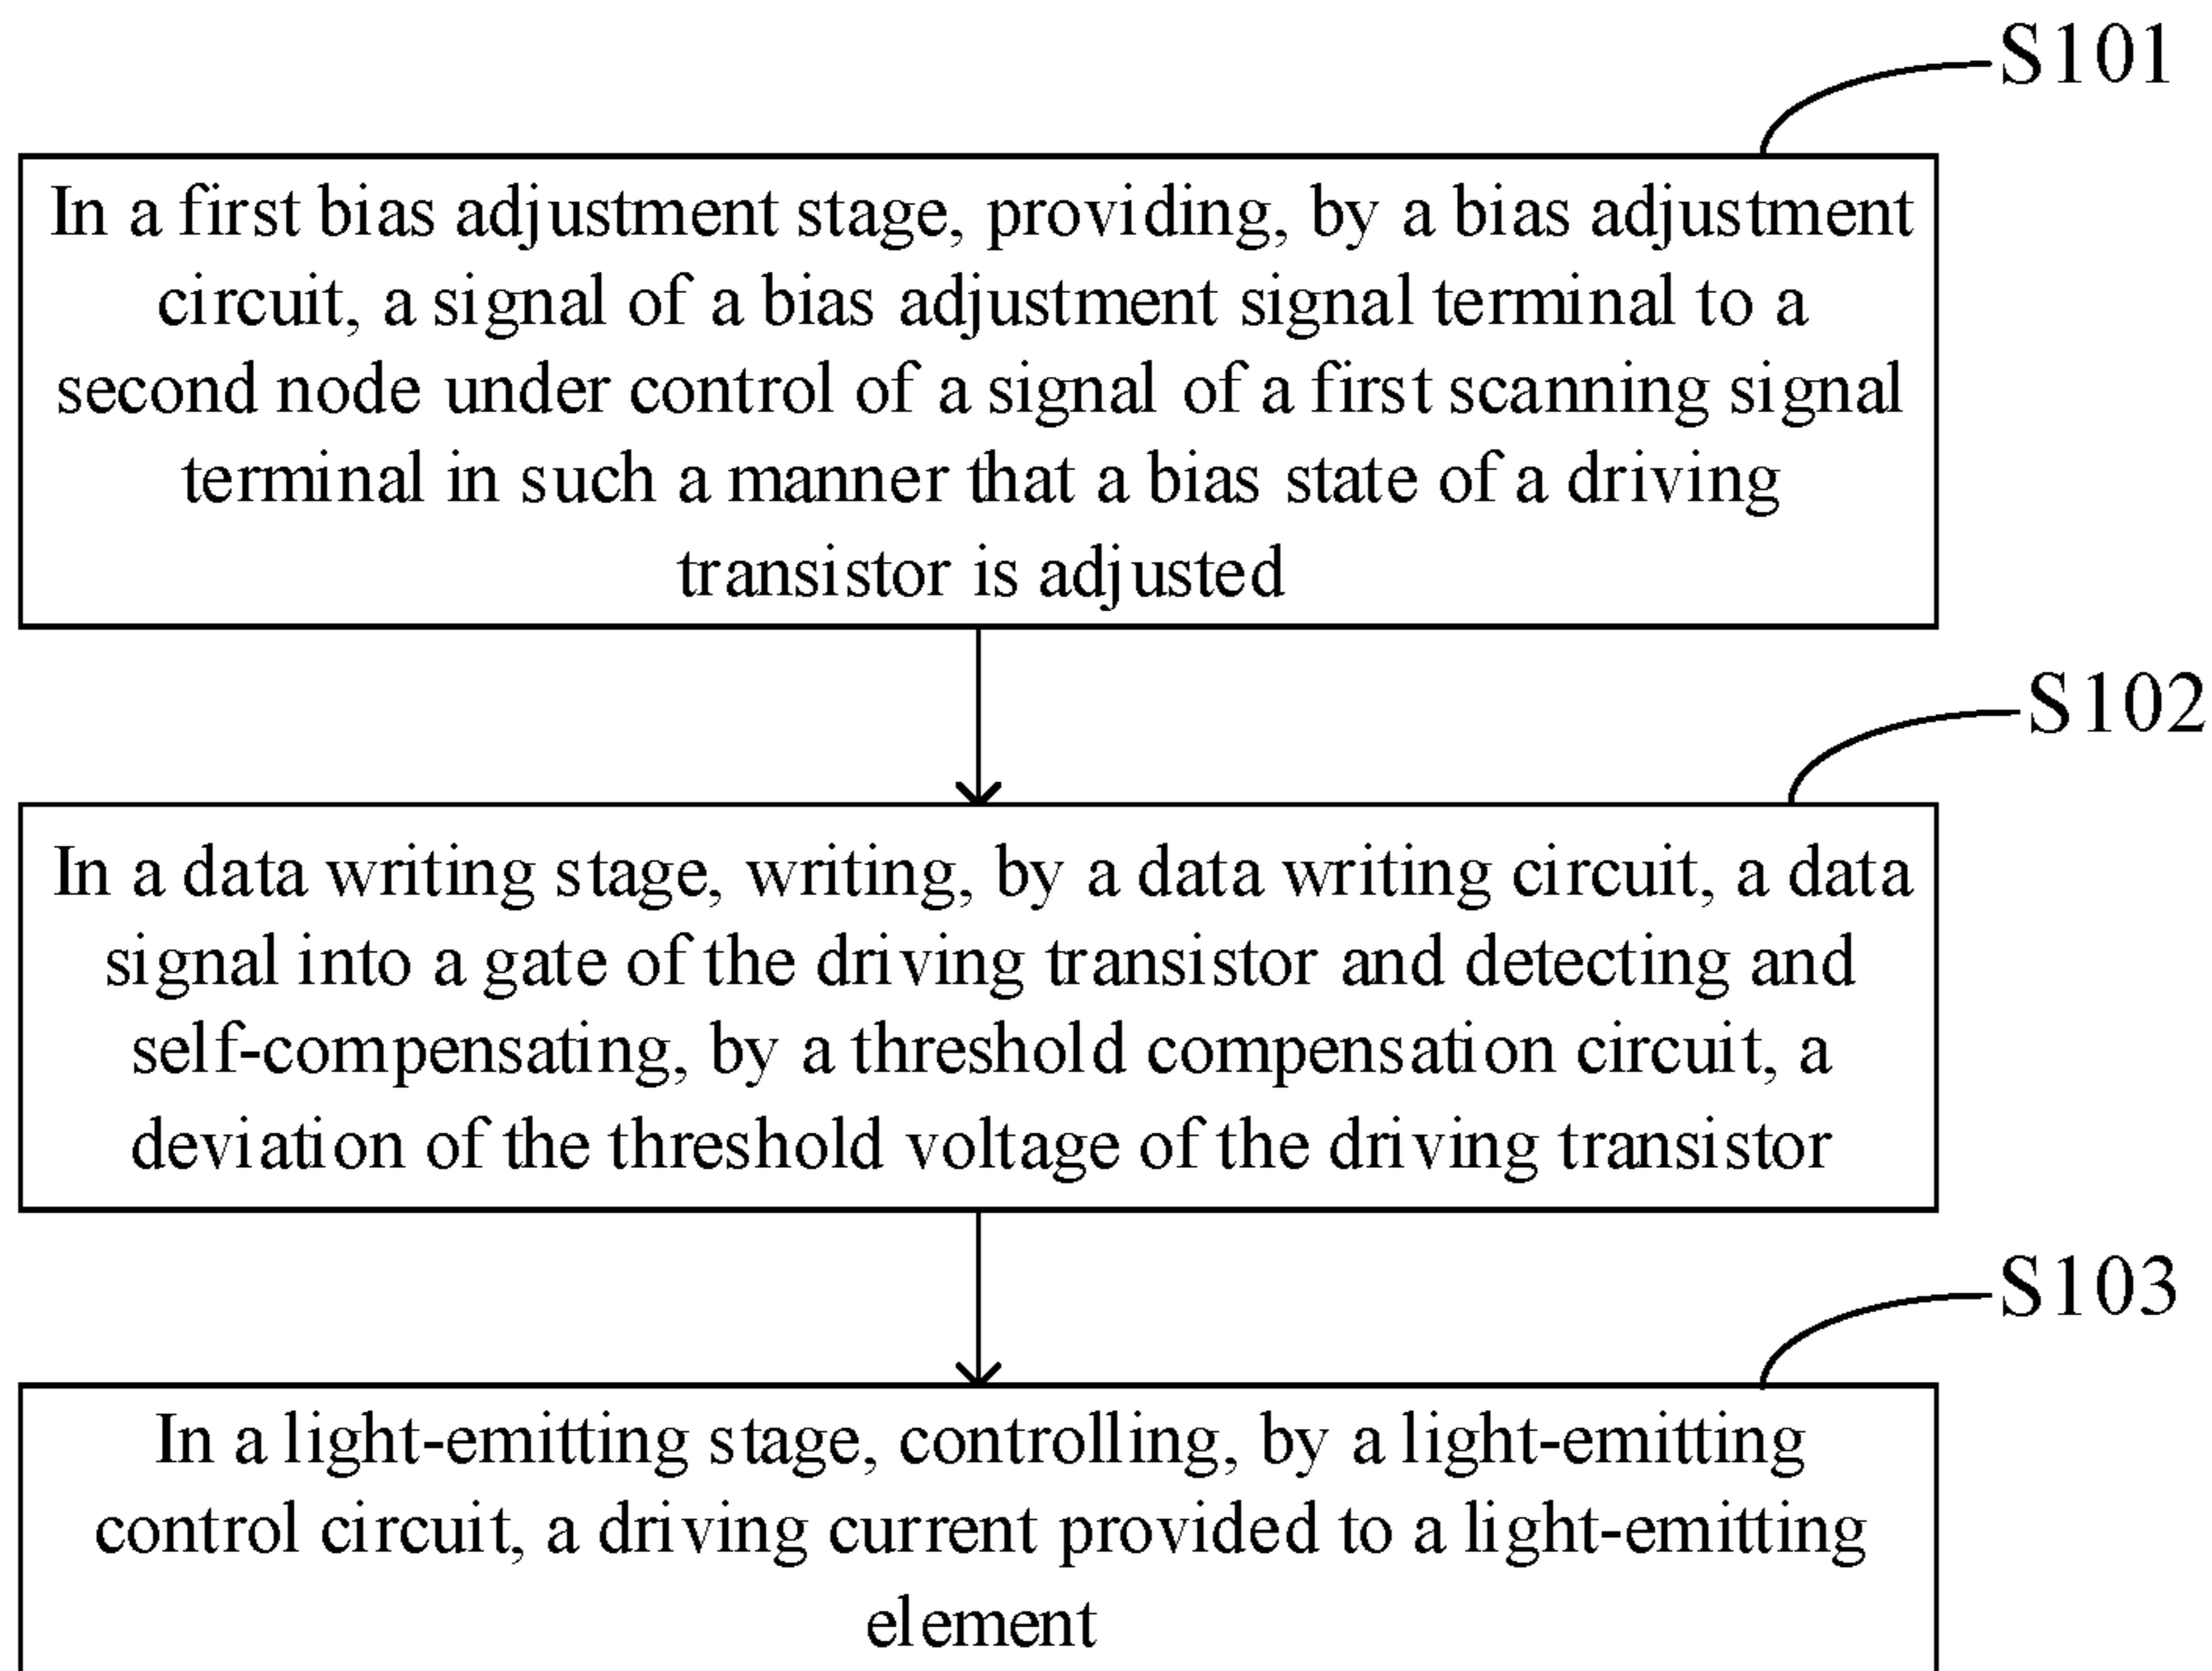 S101
In a first bias adjustment stage, providing, by a bias adjustment
circuit, a signal of a bias adjustment signal terminal to a
second node under control of a signal of a first scanning signal
terminal in such a manner that a bias state of a driving
transistor is adjusted
S102
In a data writing stage, writing, by a data writing circuit, a data
signal into a gate of the driving transistor and detecting and
self-compensating, by a threshold compensation circuit, a
deviation of the threshold voltage of the driving transistor
S103
In a light-emitting stage, controlling, by a light-emitting
control circuit, a driving current provided to a light-emitting
element